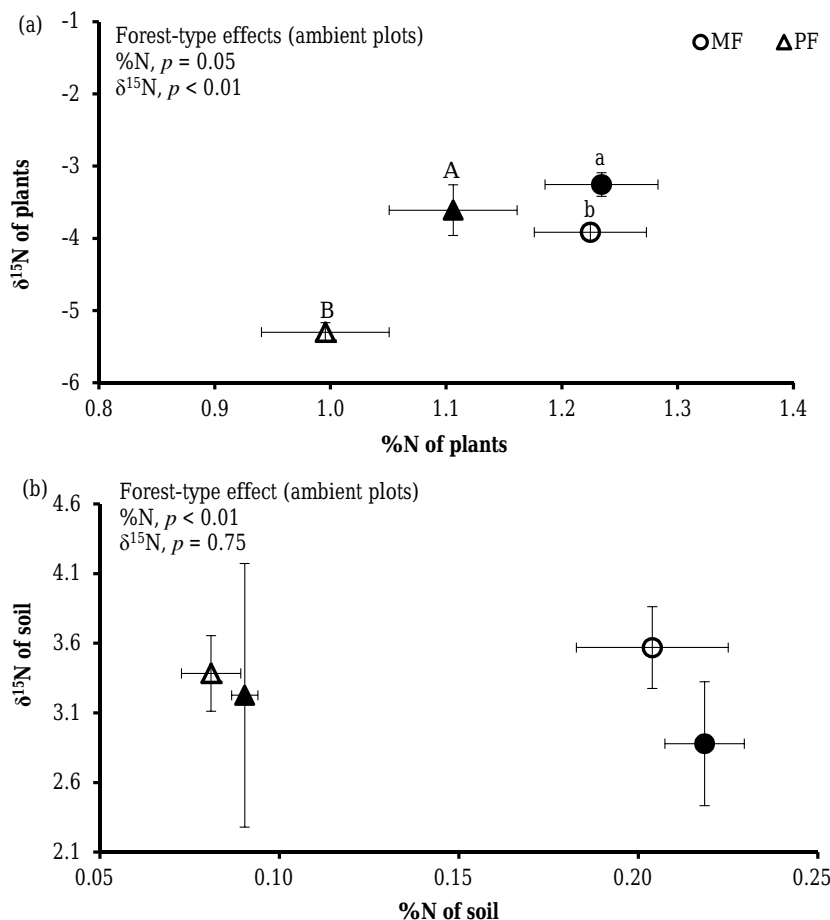 (a)
Forest-type effects (ambient plots)
%N, p = 0.05
δ¹⁵N, p < 0.01
MF PF
-1
-2
-3
-4
-5
-6
A
a
b
B
δ¹⁵N of plants
0.8 0.9 1.0 1.1 1.2 1.3 1.4
%N of plants
(b)
Forest-type effect (ambient plots)
%N, p < 0.01
δ¹⁵N, p = 0.75
4.6
4.1
3.6
3.1
2.6
2.1
δ¹⁵N of soil
0.05 0.10 0.15 0.20 0.25
%N of soil